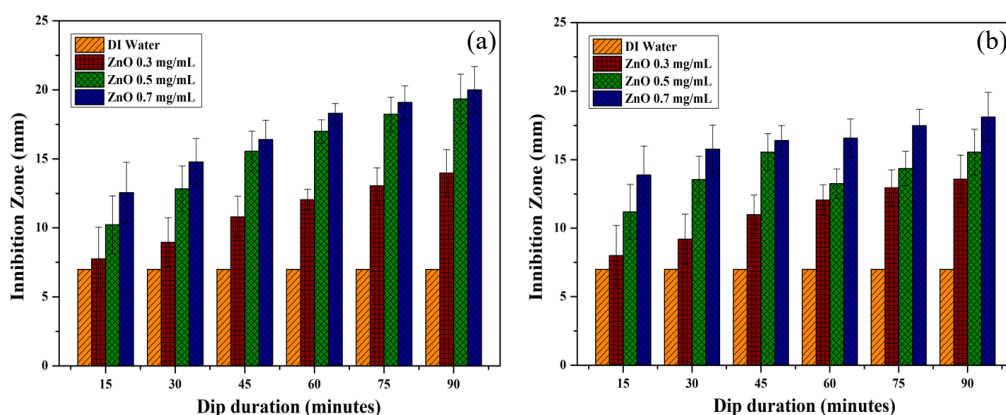 25
20
15
10
5
0
Innibition Zone (mm)
DI Water
ZnO 0.3 mg/mL
ZnO 0.5 mg/mL
ZnO 0.7 mg/mL
(a)
15 30 45 60 75 90
Dip duration (minutes)
25
20
15
10
5
0
Innibition Zone (mm)
DI Water
ZnO 0.3 mg/mL
ZnO 0.5 mg/mL
ZnO 0.7 mg/mL
(b)
15 30 45 60 75 90
Dip duration (minutes)